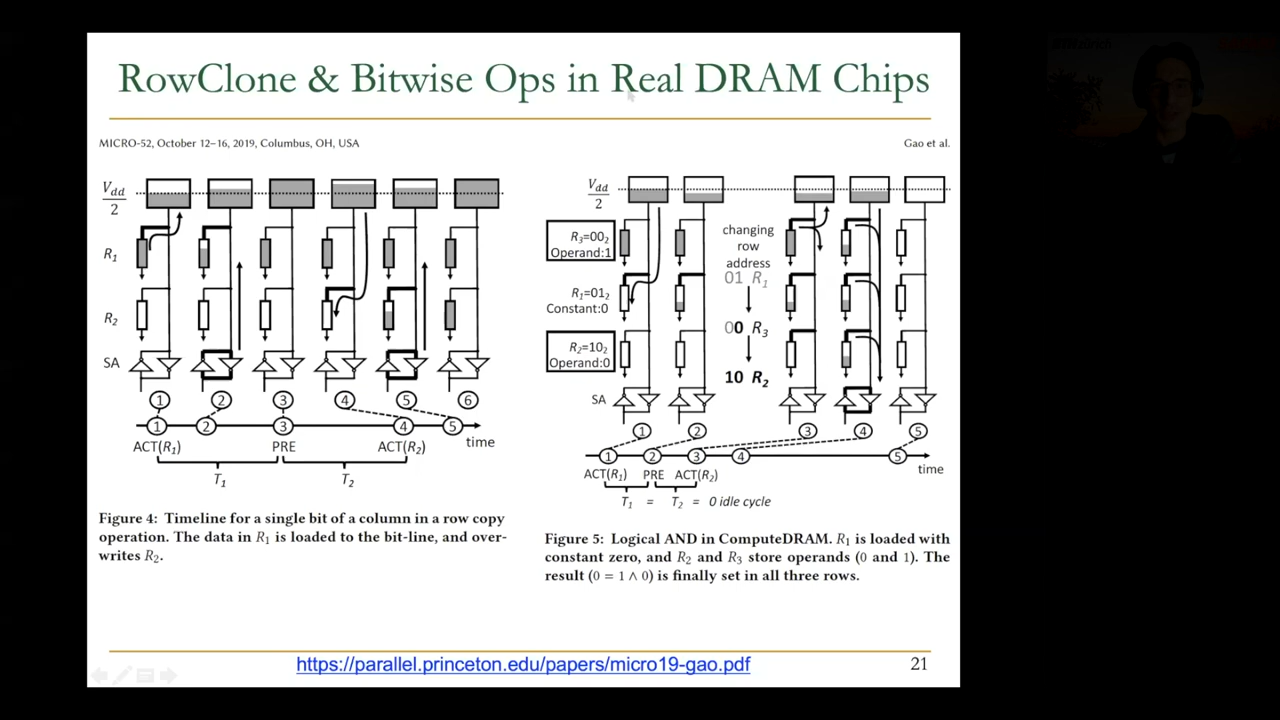 RowClone & Bitwise Ops in Real DRAM Chips
MICRO-52, October 12–16, 2019, Columbus, OH, USA
Gao et al.
Vdd
2
R1
R2
SA
1 2 3 4 5 6
1 2 3 4 5
time
ACT(R1) PRE ACT(R2)
T1 T2
Figure 4: Timeline for a single bit of a column in a row copy
operation. The data in R1 is loaded to the bit-line, and over-
writes R2.
Vdd
2
R3=002
Operand:1
R1=012
Constant:0
R2=102
Operand:0
changing
row
address
01 R1
00 R3
10 R2
SA
1 2 3 4 5
1 2 3 4 5
time
ACT(R1) PRE ACT(R2)
T1 = T2 = 0 idle cycle
Figure 5: Logical AND in ComputeDRAM. R1 is loaded with
constant zero, and R2 and R3 store operands (0 and 1). The
result (0 = 1 ∧ 0) is finally set in all three rows.
https://parallel.princeton.edu/papers/micro19-gao.pdf
21